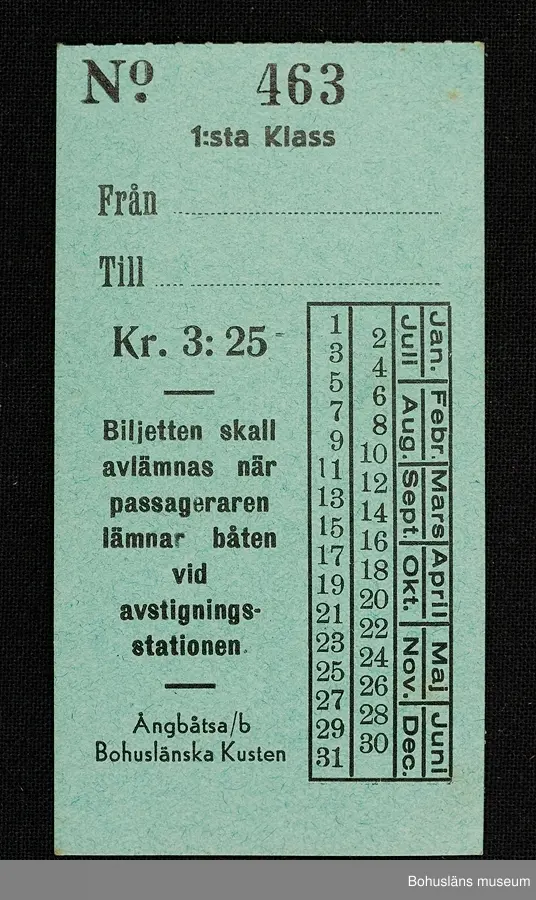 Nº. 463
1:sta Klass
Från
Till
Kr. 3: 25
Biljetten skall
avlämnas när
passageraren
lämnar båten
vid
avstignings-
stationen.
Ångbåtsa/b
Bohuslänska Kusten
1
3
5
7
9
11
13
15
17
19
21
23
25
27
29
31
2
4
6
8
10
12
14
16
18
20
22
24
26
28
30
Jan. Febr. Mars April Maj Juni
Juli Aug. Sept. Okt. Nov. Dec.
Bohusläns museum